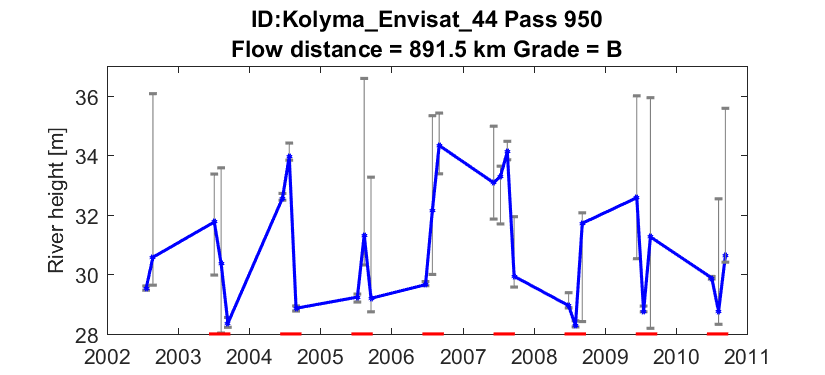 ID:Kolyma_Envisat_44 Pass 950
Flow distance = 891.5 km Grade = B
River height [m]
36
34
32
30
28
2002 2003 2004 2005 2006 2007 2008 2009 2010 2011